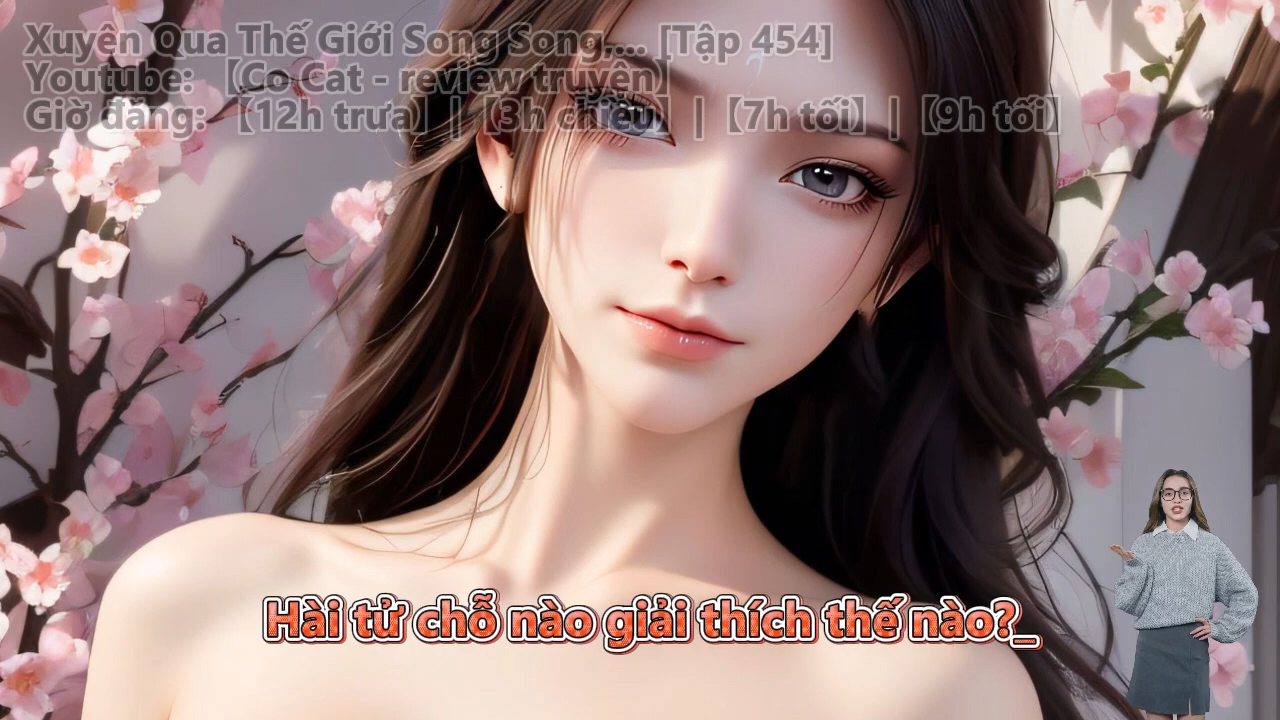 Xuyên Qua Thế Giới Song Song.... [Tập 454]
Youtube: 【Cơ Cat - review truyện】
Giờ đăng: 【12h trưa】 | 【3h chiều】 | 【7h tối】 | 【9h tối】
Hài tử chỗ nào giải thích thế nào?_